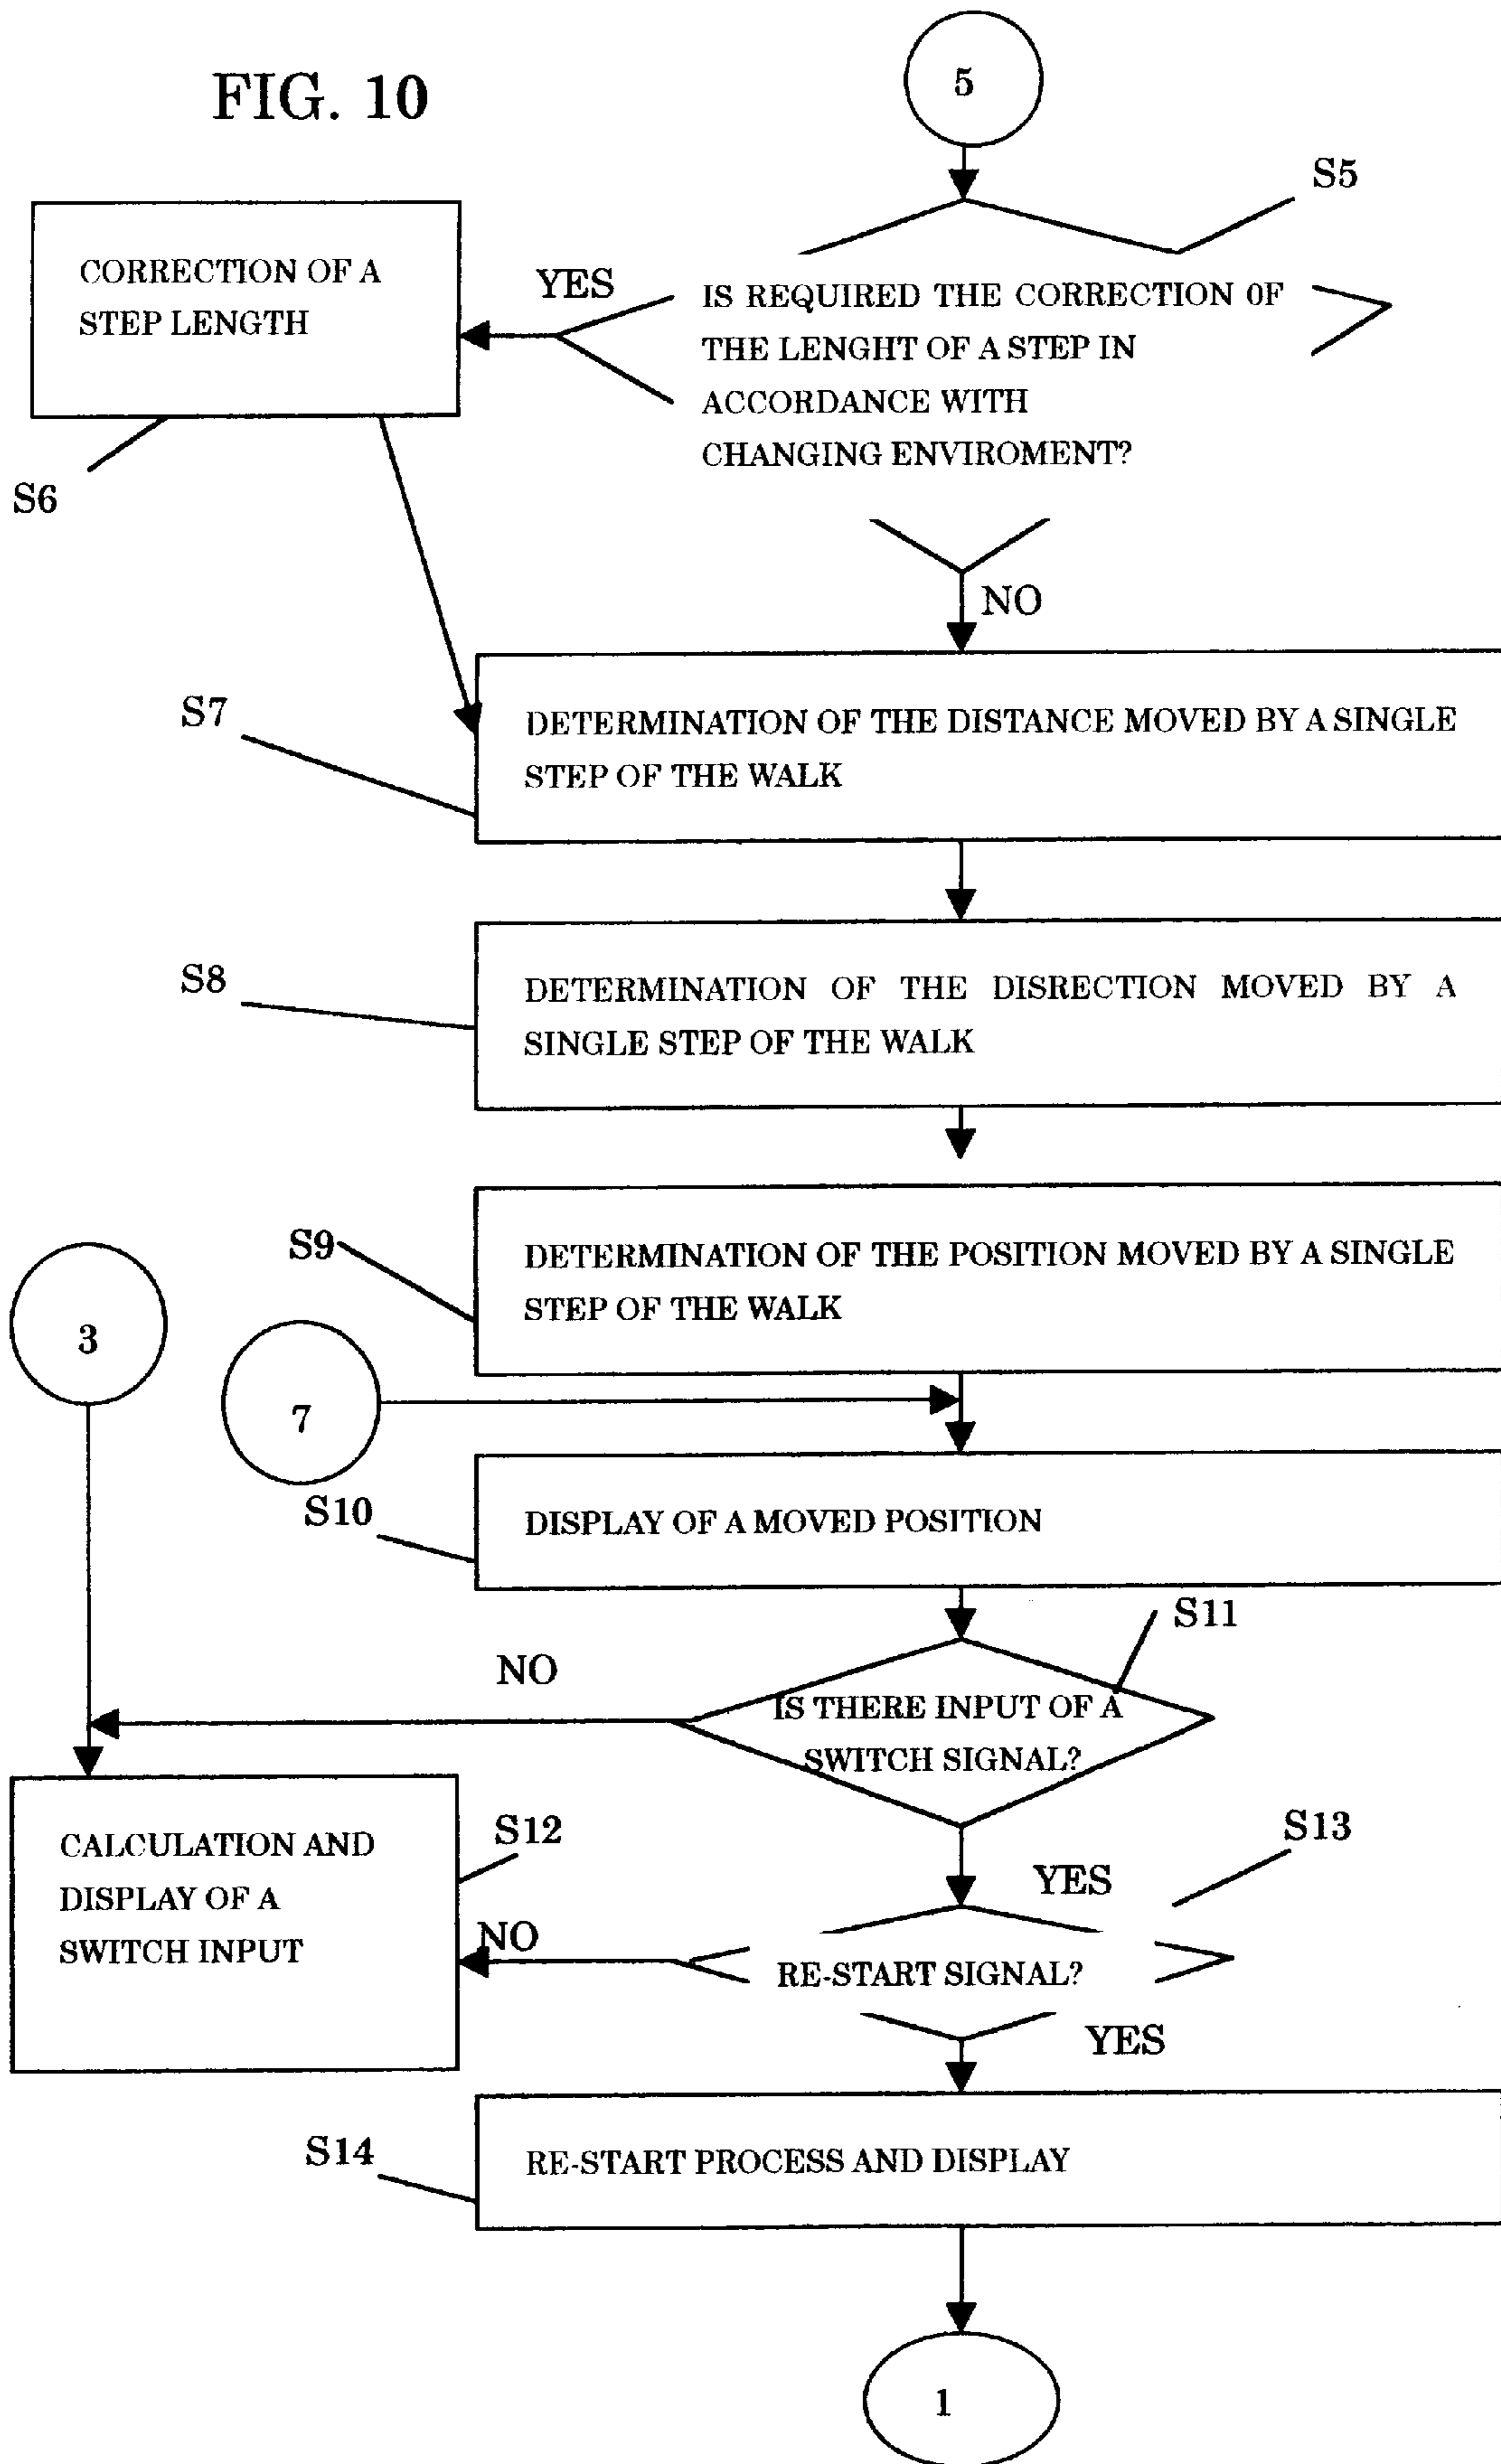 FIG. 10
5
S5
CORRECTION OF A
STEP LENGTH
YES
IS REQUIRED THE CORRECTION OF
THE LENGHT OF A STEP IN
ACCORDANCE WITH
CHANGING ENVIROMENT?
S6
NO
S7
DETERMINATION OF THE DISTANCE MOVED BY A SINGLE
STEP OF THE WALK
S8
DETERMINATION OF THE DISRECTION MOVED BY A
SINGLE STEP OF THE WALK
S9
DETERMINATION OF THE POSITION MOVED BY A SINGLE
STEP OF THE WALK
3
7
S10
DISPLAY OF A MOVED POSITION
S11
NO
IS THERE INPUT OF A
SWITCH SIGNAL?
S12
CALCULATION AND
DISPLAY OF A
SWITCH INPUT
S13
YES
NO
RE-START SIGNAL?
YES
S14
RE-START PROCESS AND DISPLAY
1